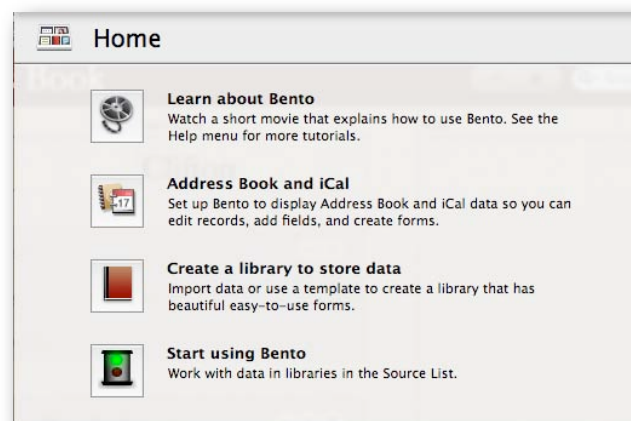 Home
Learn about Bento
Watch a short movie that explains how to use Bento. See the
Help menu for more tutorials.
Address Book and iCal
17
Set up Bento to display Address Book and iCal data so you can
edit records, add fields, and create forms.
Create a library to store data
Import data or use a template to create a library that has
beautiful easy-to-use forms.
Start using Bento
Work with data in libraries in the Source List.